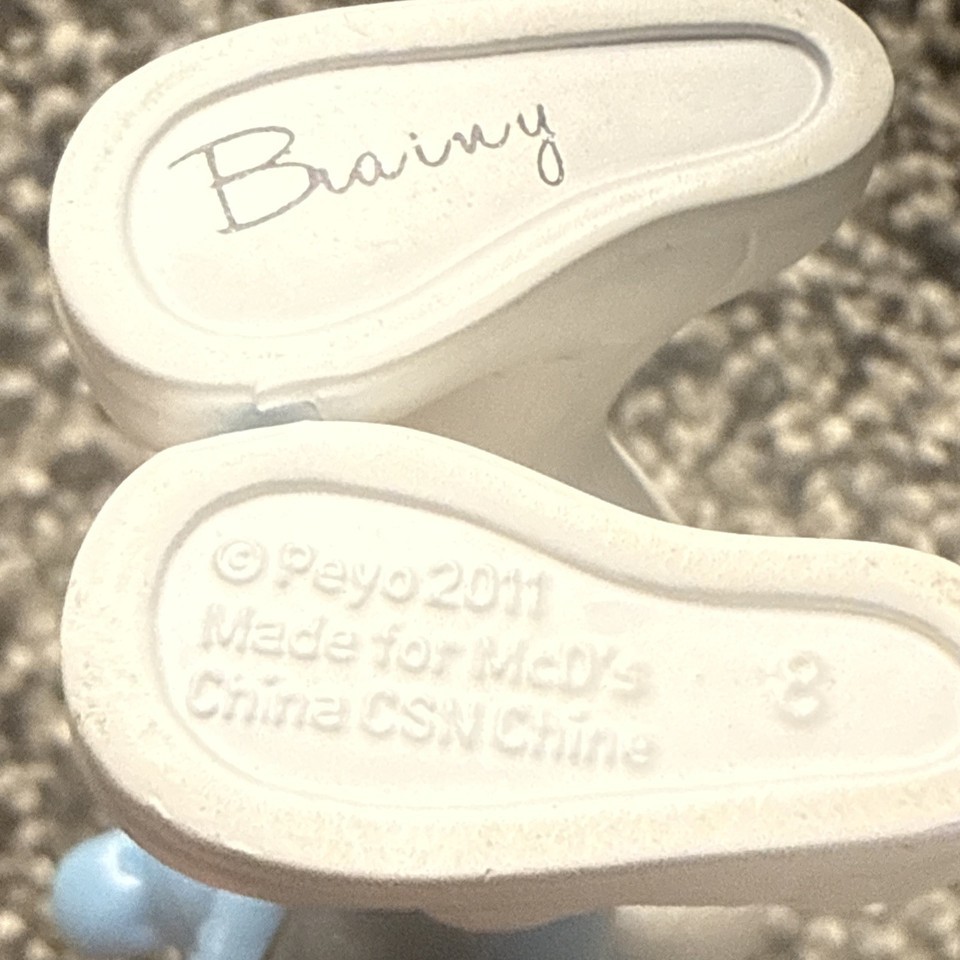 Brainy
© Peyo 2011
Made for McD's
China CSN Chine
8